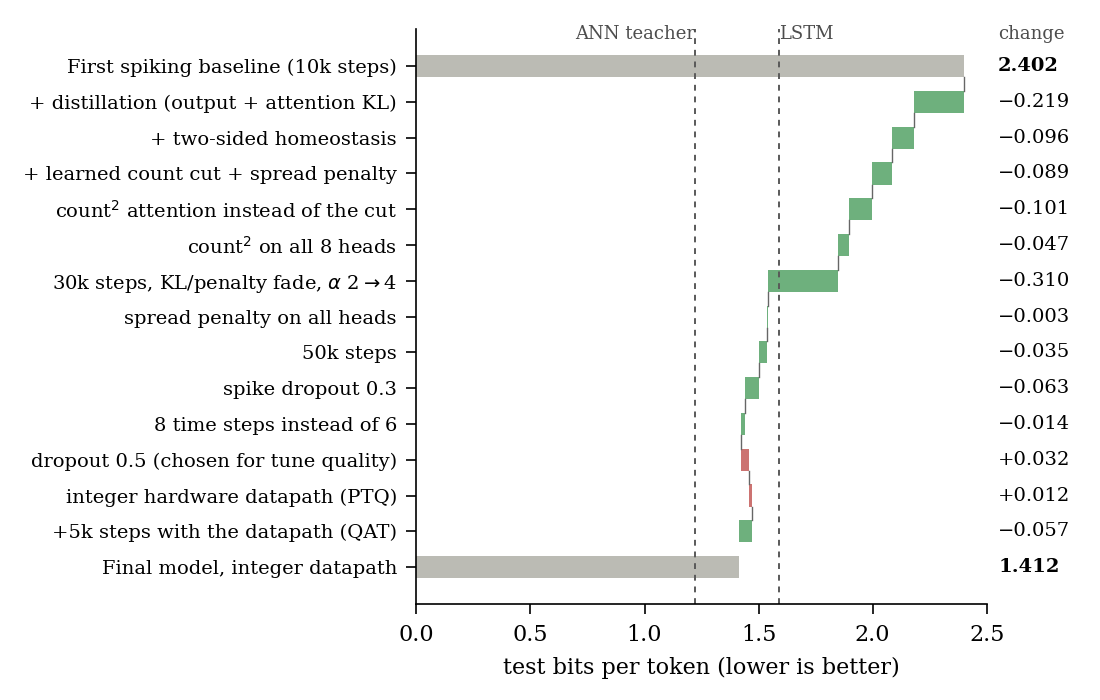 ANN teacher LSTM change
First spiking baseline (10k steps) 2.402
+ distillation (output + attention KL) −0.219
+ two-sided homeostasis −0.096
+ learned count cut + spread penalty −0.089
count² attention instead of the cut −0.101
count² on all 8 heads −0.047
30k steps, KL/penalty fade, α 2→4 −0.310
spread penalty on all heads −0.003
50k steps −0.035
spike dropout 0.3 −0.063
8 time steps instead of 6 −0.014
dropout 0.5 (chosen for tune quality) +0.032
integer hardware datapath (PTQ) +0.012
+5k steps with the datapath (QAT) −0.057
Final model, integer datapath 1.412
0.0 0.5 1.0 1.5 2.0 2.5
test bits per token (lower is better)